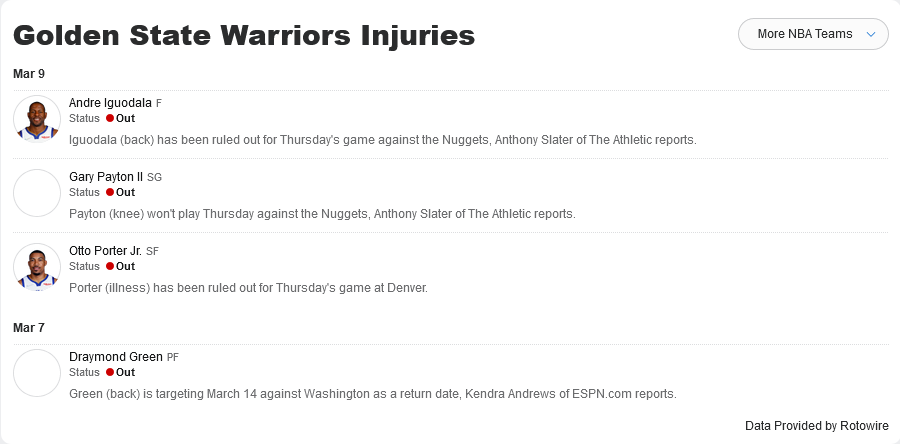 Golden State Warriors Injuries
More NBA Teams
Mar 9
Andre Iguodala F
Status Out
Iguodala (back) has been ruled out for Thursday's game against the Nuggets, Anthony Slater of The Athletic reports.
Gary Payton II SG
Status Out
Payton (knee) won't play Thursday against the Nuggets, Anthony Slater of The Athletic reports.
Otto Porter Jr. SF
Status Out
Porter (illness) has been ruled out for Thursday's game at Denver.
Mar 7
Draymond Green PF
Status Out
Green (back) is targeting March 14 against Washington as a return date, Kendra Andrews of ESPN.com reports.
Data Provided by Rotowire